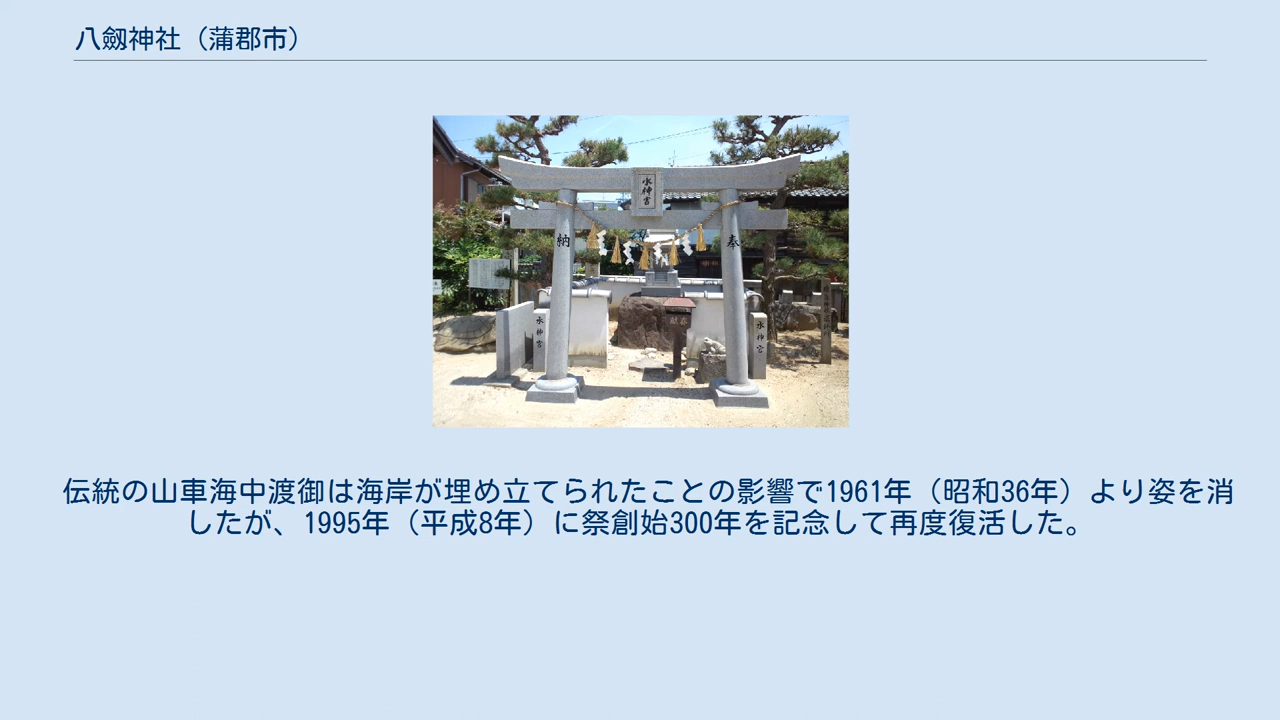 八劔神社（蒲郡市）
水神宮
納
奉
水神宮
献灯
水神宮
伝統の山車海中渡御は海岸が埋め立てられたことの影響で1961年（昭和36年）より姿を消
したが、1995年（平成8年）に祭創始300年を記念して再度復活した。